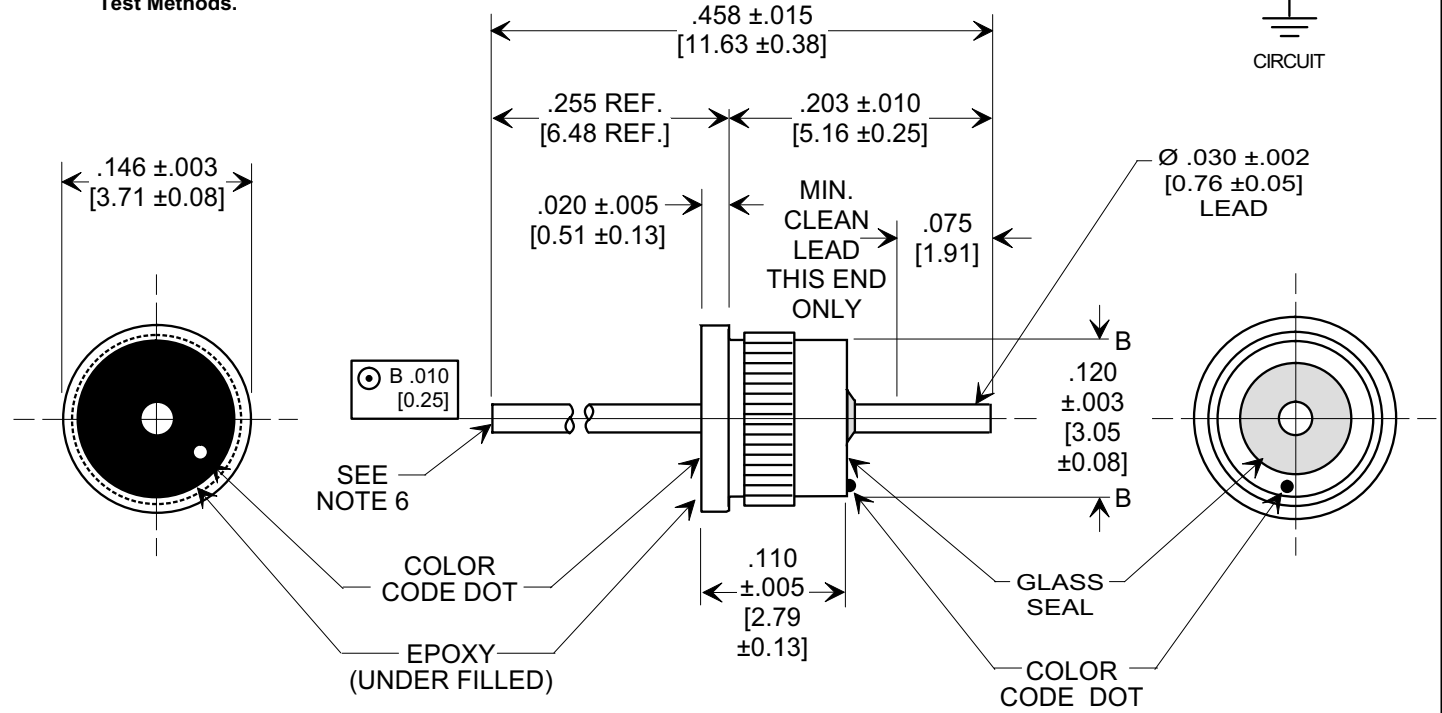 Test Methods.
.458 ±.015
[11.63 ±0.38]
CIRCUIT
.255 REF.
[6.48 REF.]
.203 ±.010
[5.16 ±0.25]
.146 ±.003
[3.71 ±0.08]
Ø .030 ±.002
[0.76 ±0.05]
LEAD
.020 ±.005
[0.51 ±0.13]
MIN.
CLEAN
LEAD
THIS END
ONLY
.075
[1.91]
B
.120
±.003
[3.05
±0.08]
B
B .010
[0.25]
SEE
NOTE 6
COLOR
CODE DOT
EPOXY
(UNDER FILLED)
.110
±.005
[2.79
±0.13]
GLASS
SEAL
COLOR
CODE DOT